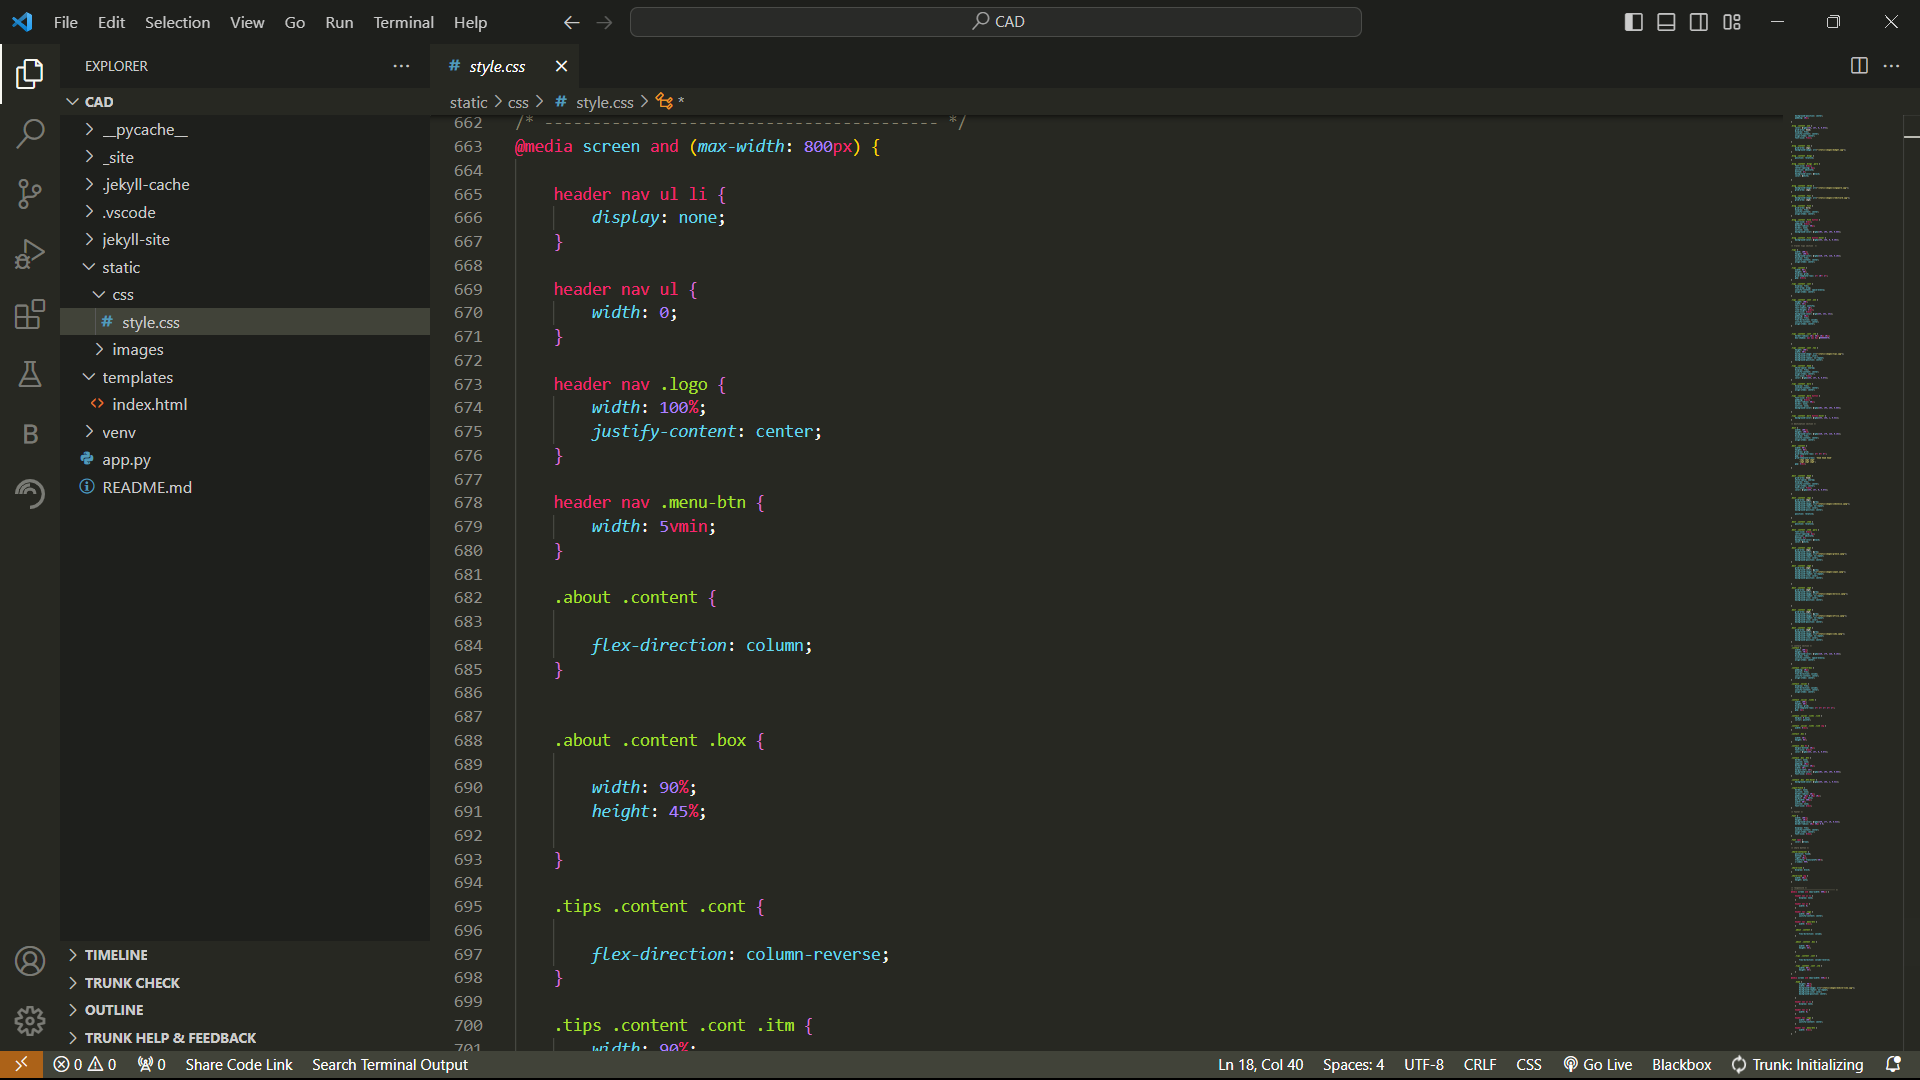 File Edit Selection View Go Run Terminal Help
CAD
EXPLORER
style.css
CAD
static > css > # style.css > *
__pycache__
_site
.jekyll-cache
.vscode
jekyll-site
static
css
# style.css
images
templates
index.html
venv
app.py
README.md
TIMELINE
TRUNK CHECK
OUTLINE
TRUNK HELP & FEEDBACK
662 /* ----------------------------------------- */
663 @media screen and (max-width: 800px) {
664
665 header nav ul li {
666 display: none;
667 }
668
669 header nav ul {
670 width: 0;
671 }
672
673 header nav .logo {
674 width: 100%;
675 justify-content: center;
676 }
677
678 header nav .menu-btn {
679 width: 5vmin;
680 }
681
682 .about .content {
683
684 flex-direction: column;
685 }
686
687
688 .about .content .box {
689
690 width: 90%;
691 height: 45%;
692
693 }
694
695 .tips .content .cont {
696
697 flex-direction: column-reverse;
698 }
699
700 .tips .content .cont .itm {
701 width: 90%;
0 0 0 Share Code Link Search Terminal Output Ln 18, Col 40 Spaces: 4 UTF-8 CRLF CSS Go Live Blackbox Trunk: Initializing